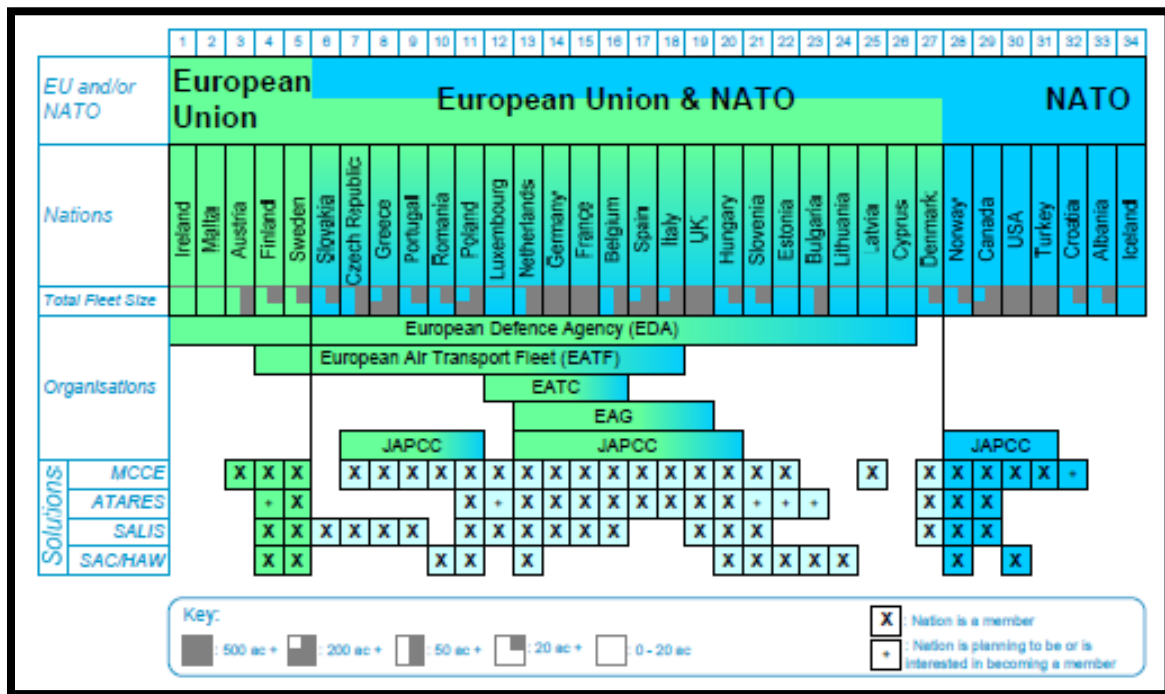 1 2 3 4 5 6 7 8 9 10 11 12 13 14 15 16 17 18 19 20 21 22 23 24 25 26 27 28 29 30 31 32 33 34
EU and/or
NATO
European
Union
European Union & NATO
NATO
Nations
Ireland
Malta
Austria
Finland
Sweden
Slovakia
Czech Republic
Greece
Portugal
Romania
Poland
Luxembourg
Netherlands
Germany
France
Belgium
Spain
Italy
UK
Hungary
Slovenia
Estonia
Bulgaria
Lithuania
Latvia
Cyprus
Denmark
Norway
Canada
USA
Turkey
Croatia
Albania
Iceland
Total Fleet Size
Organisations
European Defence Agency (EDA)
European Air Transport Fleet (EATF)
EATC
EAG
JAPCC JAPCC JAPCC
Solutions
MCCE X X X X X X X X X X X X X X X X X X X X X X X X X +
ATARES + X X + X X X X X X X X + + + X X X
SALIS X X X X X X X X X X X X X X X X X X
SAC/HAW X X X X X X X X X X X X
Key:
: 500 ac + : 200 ac + : 50 ac + : 20 ac + : 0 - 20 ac
X : Nation is a member
+ : Nation is planning to be or is
interested in becoming a member